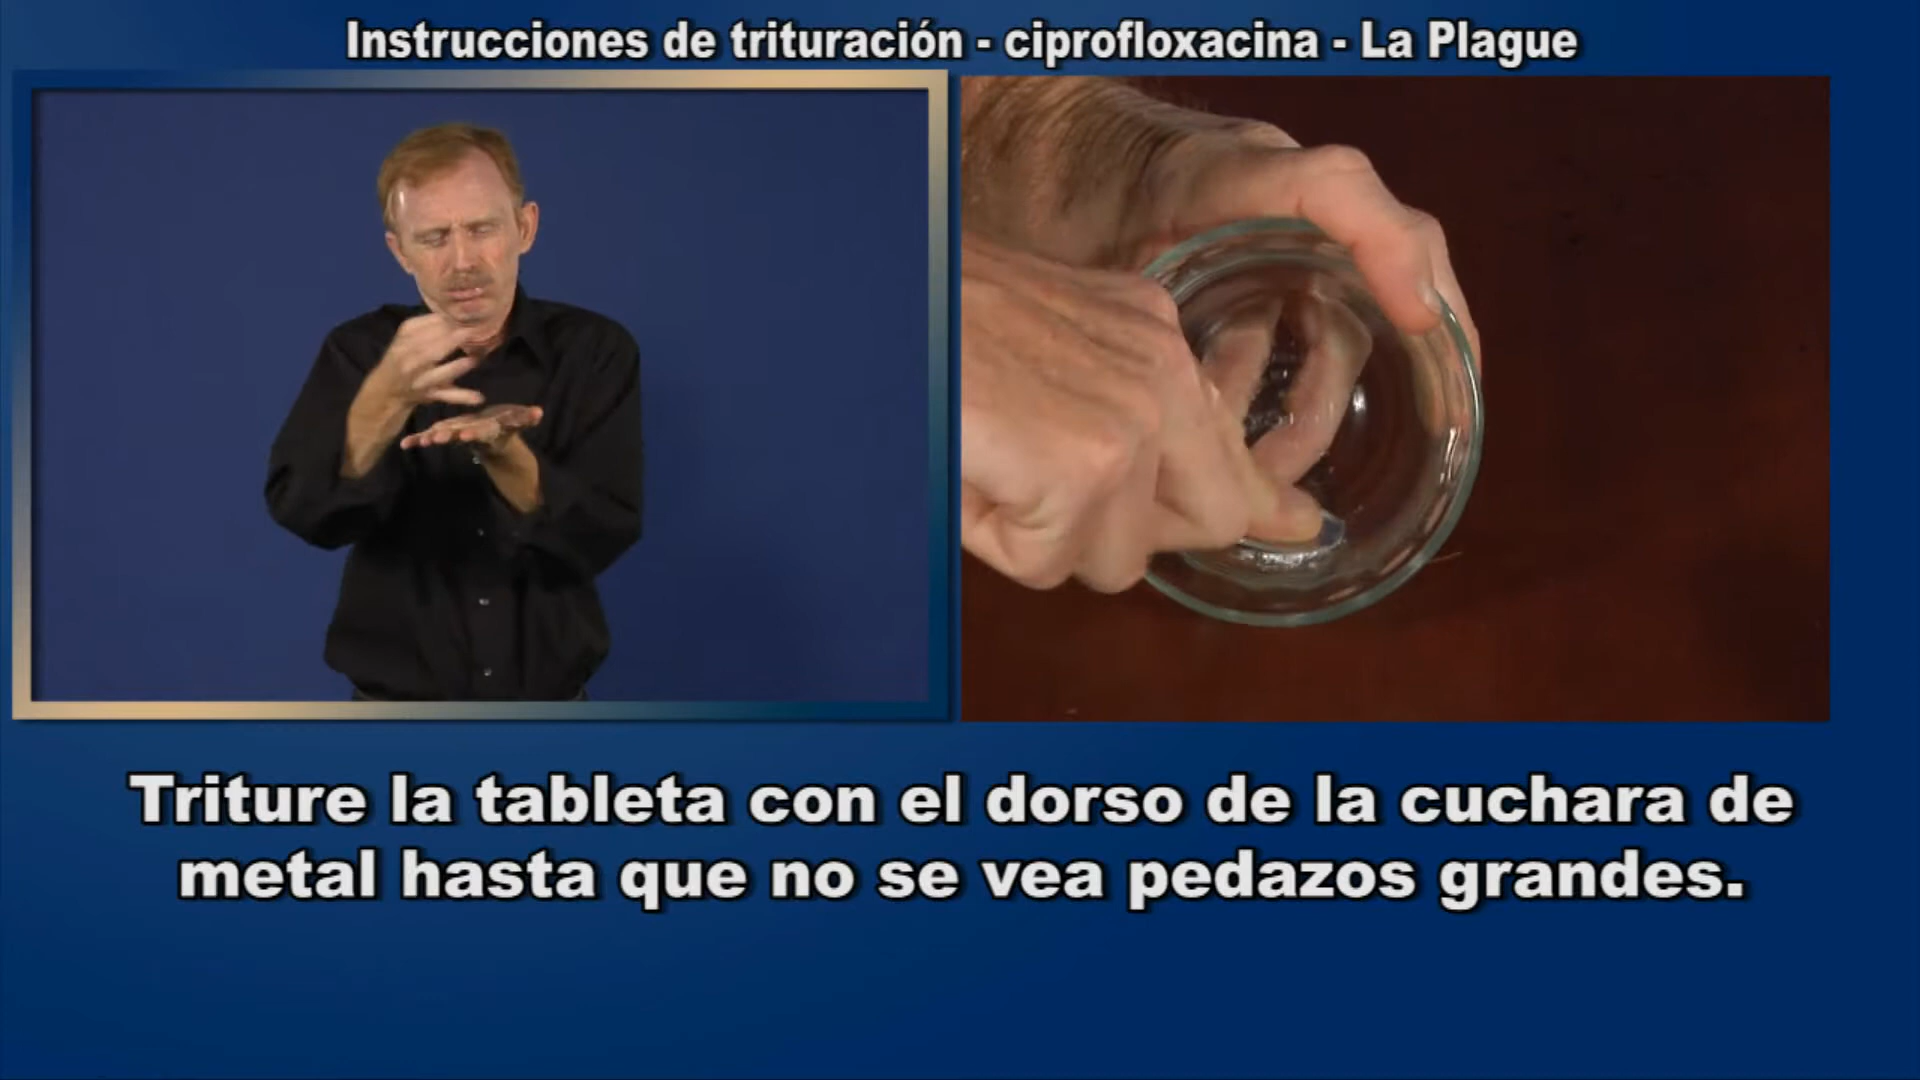 Instrucciones de trituración - ciprofloxacina - La Plague
Triture la tableta con el dorso de la cuchara de
metal hasta que no se vea pedazos grandes.